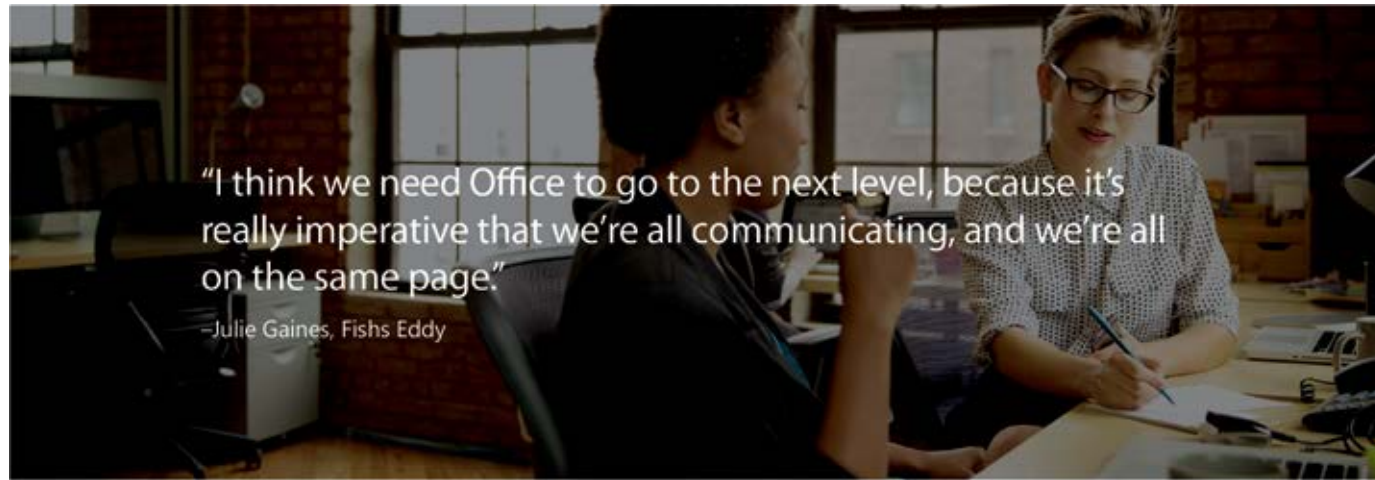 “I think we need Office to go to the next level, because it’s
really imperative that we’re all communicating, and we’re all
on the same page.”
–Julie Gaines, Fishs Eddy